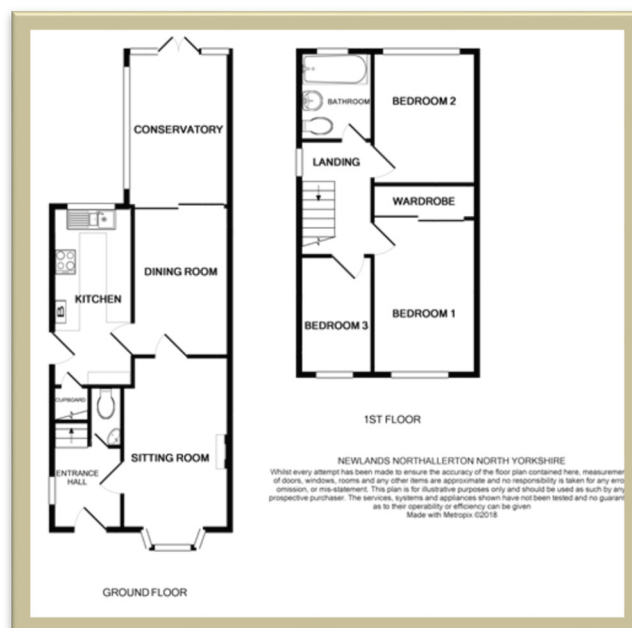 CONSERVATORY
KITCHEN
DINING ROOM
CUPBOARD
ENTRANCE
HALL
SITTING ROOM
GROUND FLOOR
BATHROOM
BEDROOM 2
LANDING
WARDROBE
BEDROOM 3
BEDROOM 1
1ST FLOOR
NEWLANDS NORTHALLERTON NORTH YORKSHIRE
Whilst every attempt has been made to ensure the accuracy of the floor plan contained here, measuremen
of doors, windows, rooms and any other items are approximate and no responsibility is taken for any erro
omission, or mis-statement. This plan is for illustrative purposes only and should be used as such by any
prospective purchaser. The services, systems and appliances shown have not been tested and no guaran
as to their operability or efficiency can be given
Made with Metropix ©2018